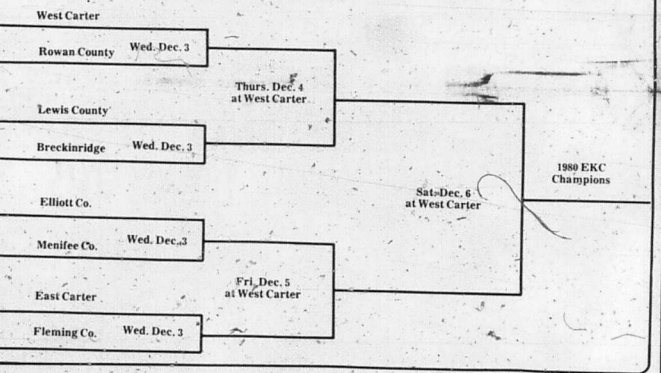 West Carter
Rowan County
Wed. Dec. 3
Thurs. Dec. 4
at West Carter
Lewis County
Breckinridge
Wed. Dec. 3
Sat. Dec. 6
at West Carter
1980 EKC
Champions
Elliott Co.
Menifee Co.
Wed. Dec. 3
Fri. Dec. 5
at West Carter
East Carter
Fleming Co.
Wed. Dec. 3